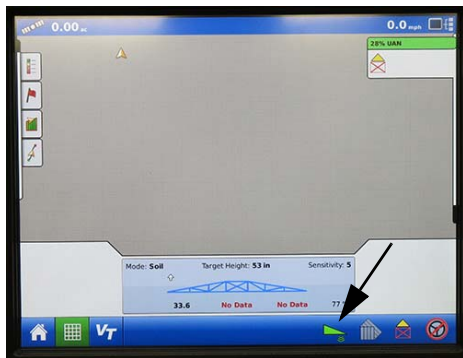 0.00 ac
0.0 mph
28% UAN
Mode: Soil Target Height: 53 in Sensitivity: 5
33.6 No Data No Data 77
VT